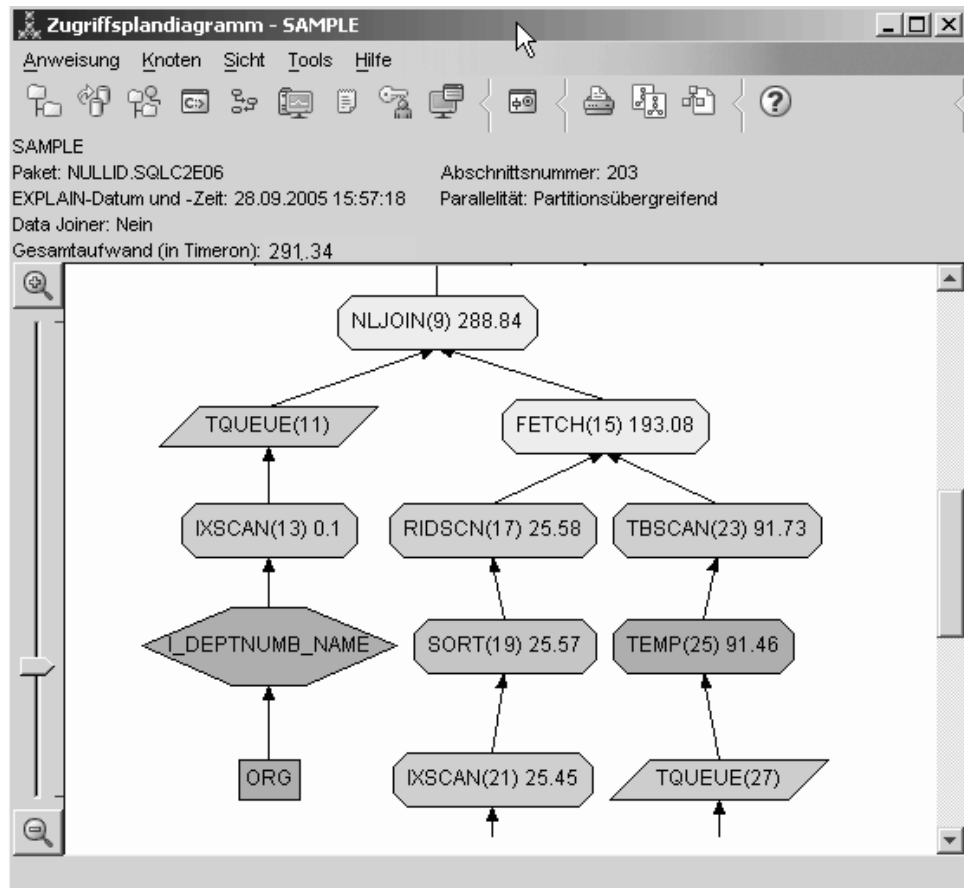 Zugriffsplandiagramm - SAMPLE
Anweisung Knoten Sicht Tools Hilfe
SAMPLE
Paket: NULLID.SQLC2E06 Abschnittsnummer: 203
EXPLAIN-Datum und -Zeit: 28.09.2005 15:57:18 Parallelität: Partitionsübergreifend
Data Joiner: Nein
Gesamtaufwand (in Timeron): 291.34
NLJOIN(9) 288.84
TQUEUE(11) FETCH(15) 193.08
IXSCAN(13) 0.1 RIDSCN(17) 25.58 TBSCAN(23) 91.73
I_DEPTNUMB_NAME SORT(19) 25.57 TEMP(25) 91.46
ORG IXSCAN(21) 25.45 TQUEUE(27)